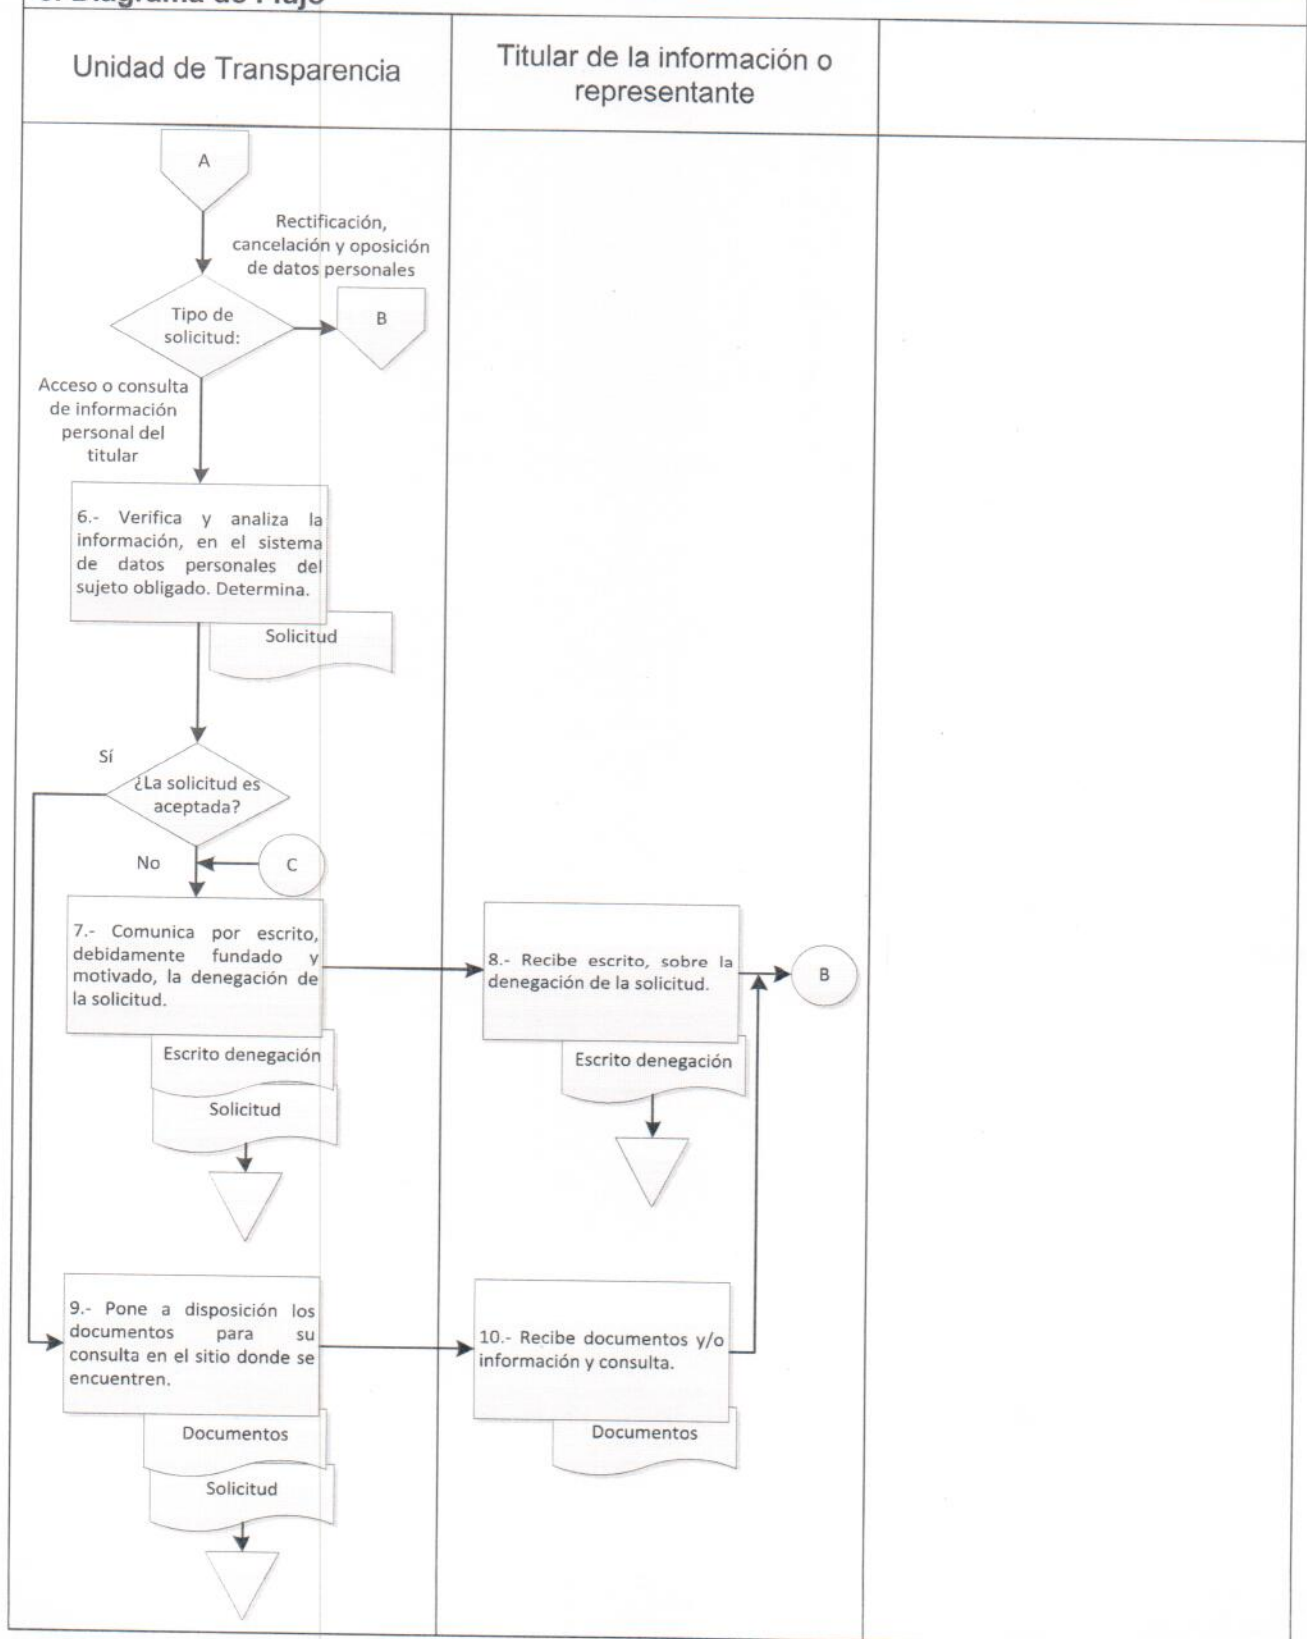 Diagrama de Flujo
Unidad de Transparencia
Titular de la información o
representante
A
Rectificación,
cancelación y oposición
de datos personales
Tipo de
solicitud:
B
Acceso o consulta
de información
personal del
titular
6.- Verifica y analiza la
información, en el sistema
de datos personales del
sujeto obligado. Determina.
Solicitud
Sí
¿La solicitud es
aceptada?
No
C
7.- Comunica por escrito,
debidamente fundado y
motivado, la denegación de
la solicitud.
8.- Recibe escrito, sobre la
denegación de la solicitud.
B
Escrito denegación
Solicitud
Escrito denegación
9.- Pone a disposición los
documentos para su
consulta en el sitio donde se
encuentren.
10.- Recibe documentos y/o
información y consulta.
Documentos
Solicitud
Documentos